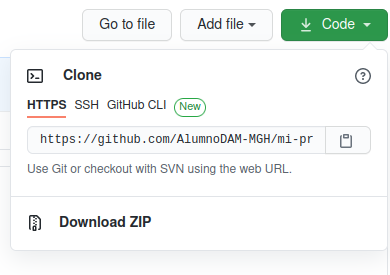 Go to file Add file Code
Clone
HTTPS SSH GitHub CLI New
https://github.com/AlumnoDAM-MGH/mi-pr
Use Git or checkout with SVN using the web URL.
Download ZIP